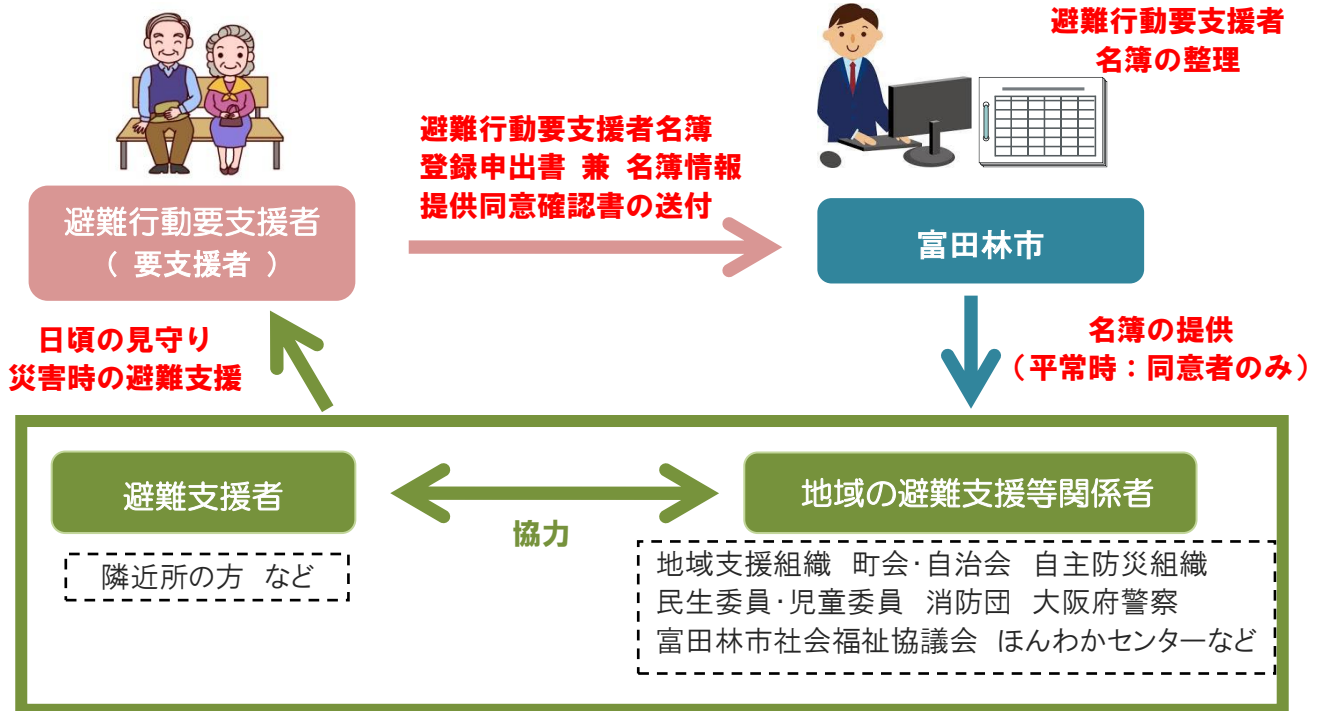 避難行動要支援者
名簿の整理
避難行動要支援者名簿
登録申出書 兼 名簿情報
提供同意確認書の送付
避難行動要支援者
（ 要支援者 ）
富田林市
日頃の見守り
災害時の避難支援
名簿の提供
（平常時：同意者のみ）
避難支援者
協力
地域の避難支援等関係者
隣近所の方 など
地域支援組織 町会・自治会 自主防災組織
民生委員・児童委員 消防団 大阪府警察
富田林市社会福祉協議会 ほんわかセンターなど